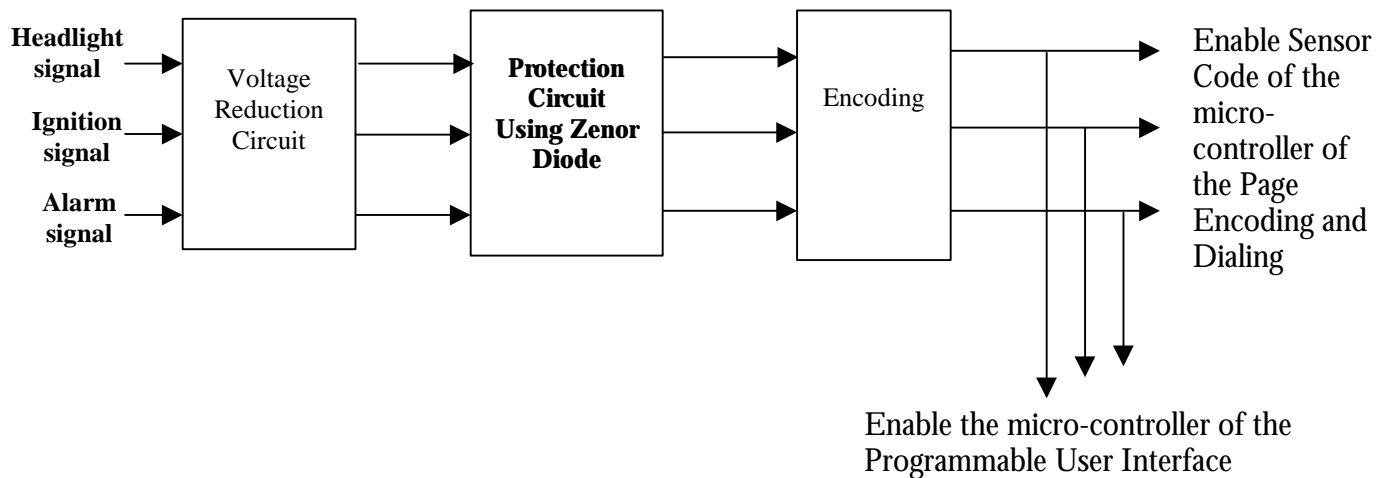 Headlight
signal
Ignition
signal
Alarm
signal
Voltage
Reduction
Circuit
Protection
Circuit
Using Zenor
Diode
Encoding
Enable Sensor
Code of the
micro-
controller of
the Page
Encoding and
Dialing
Enable the micro-controller of the
Programmable User Interface